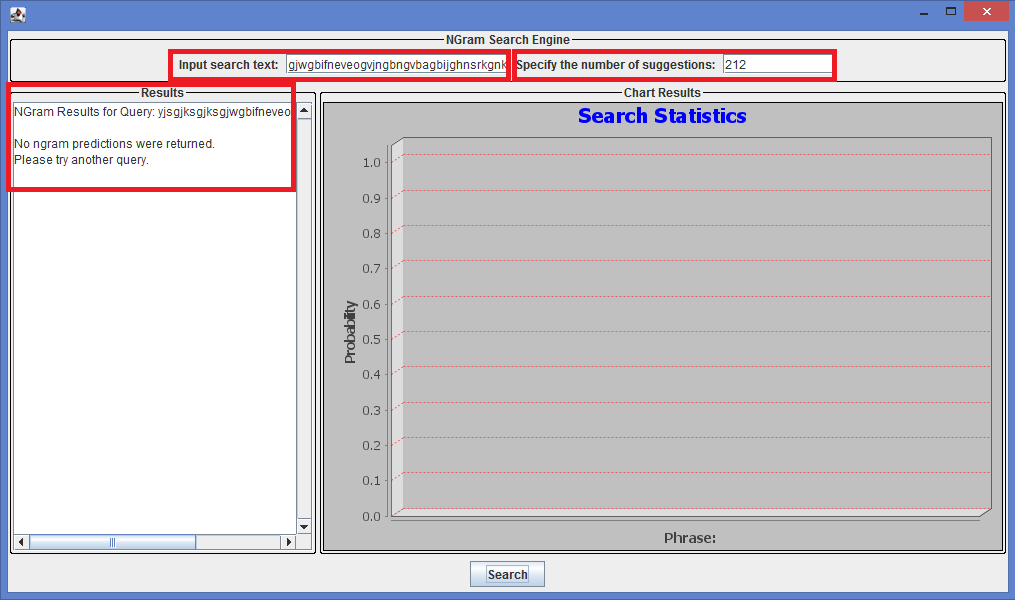 NGram Search Engine
Input search text: gjwgbifneveogvjngbngvbagbijghnsrkgnk Specify the number of suggestions: 212
Results
NGram Results for Query: yjsgjksgjksgjwgbifneveo
No ngram predictions were returned.
Please try another query.
Chart Results
Search Statistics
1.0
0.9
0.8
0.7
0.6
0.5
0.4
0.3
0.2
0.1
0.0
Probability
Phrase:
Search